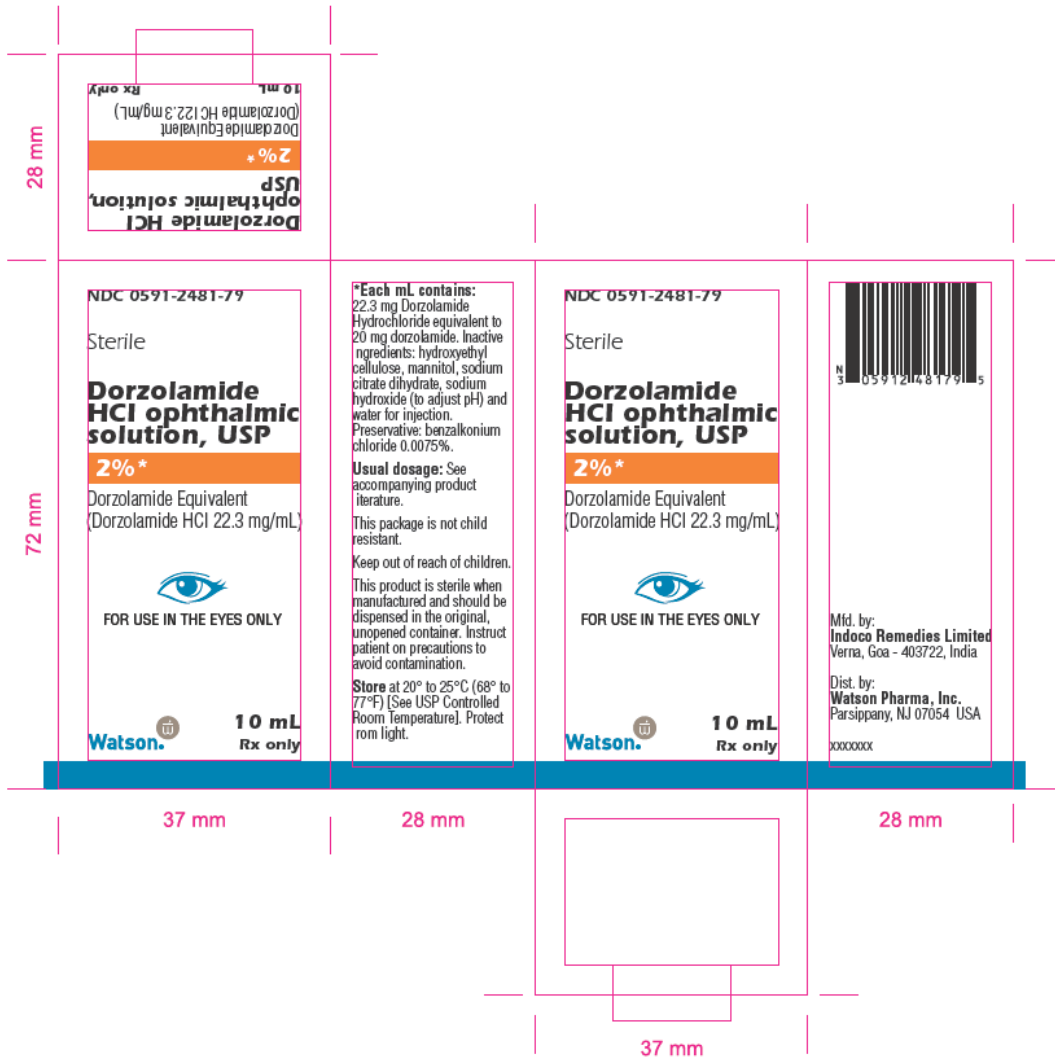 28 mm
Dorzolamide HCl
ophthalmic solution,
USP
2%*
Dorzolamide Equivalent
(Dorzolamide HCl 22.3 mg/mL)
10 mL Rx only
72 mm
NDC 0591-2481-79
Sterile
Dorzolamide
HCl ophthalmic
solution, USP
2%*
Dorzolamide Equivalent
(Dorzolamide HCl 22.3 mg/mL)
FOR USE IN THE EYES ONLY
Watson.
10 mL
Rx only
*Each mL contains:
22.3 mg Dorzolamide
Hydrochloride equivalent to
20 mg dorzolamide. Inactive
ngredients: hydroxyethyl
cellulose, mannitol, sodium
citrate dihydrate, sodium
hydroxide (to adjust pH) and
water for injection.
Preservative: benzalkonium
chloride 0.0075%.
Usual dosage: See
accompanying product
iterature.
This package is not child
resistant.
Keep out of reach of children.
This product is sterile when
manufactured and should be
dispensed in the original,
unopened container. Instruct
patient on precautions to
avoid contamination.
Store at 20° to 25°C (68° to
77°F) [See USP Controlled
Room Temperature]. Protect
rom light.
NDC 0591-2481-79
Sterile
Dorzolamide
HCl ophthalmic
solution, USP
2%*
Dorzolamide Equivalent
(Dorzolamide HCl 22.3 mg/mL)
FOR USE IN THE EYES ONLY
Watson.
10 mL
Rx only
N
3 05912 48179 5
Mfd. by:
Indoco Remedies Limited
Verna, Goa - 403722, India
Dist. by:
Watson Pharma, Inc.
Parsippany, NJ 07054 USA
xxxxxxx
37 mm
28 mm
28 mm
37 mm